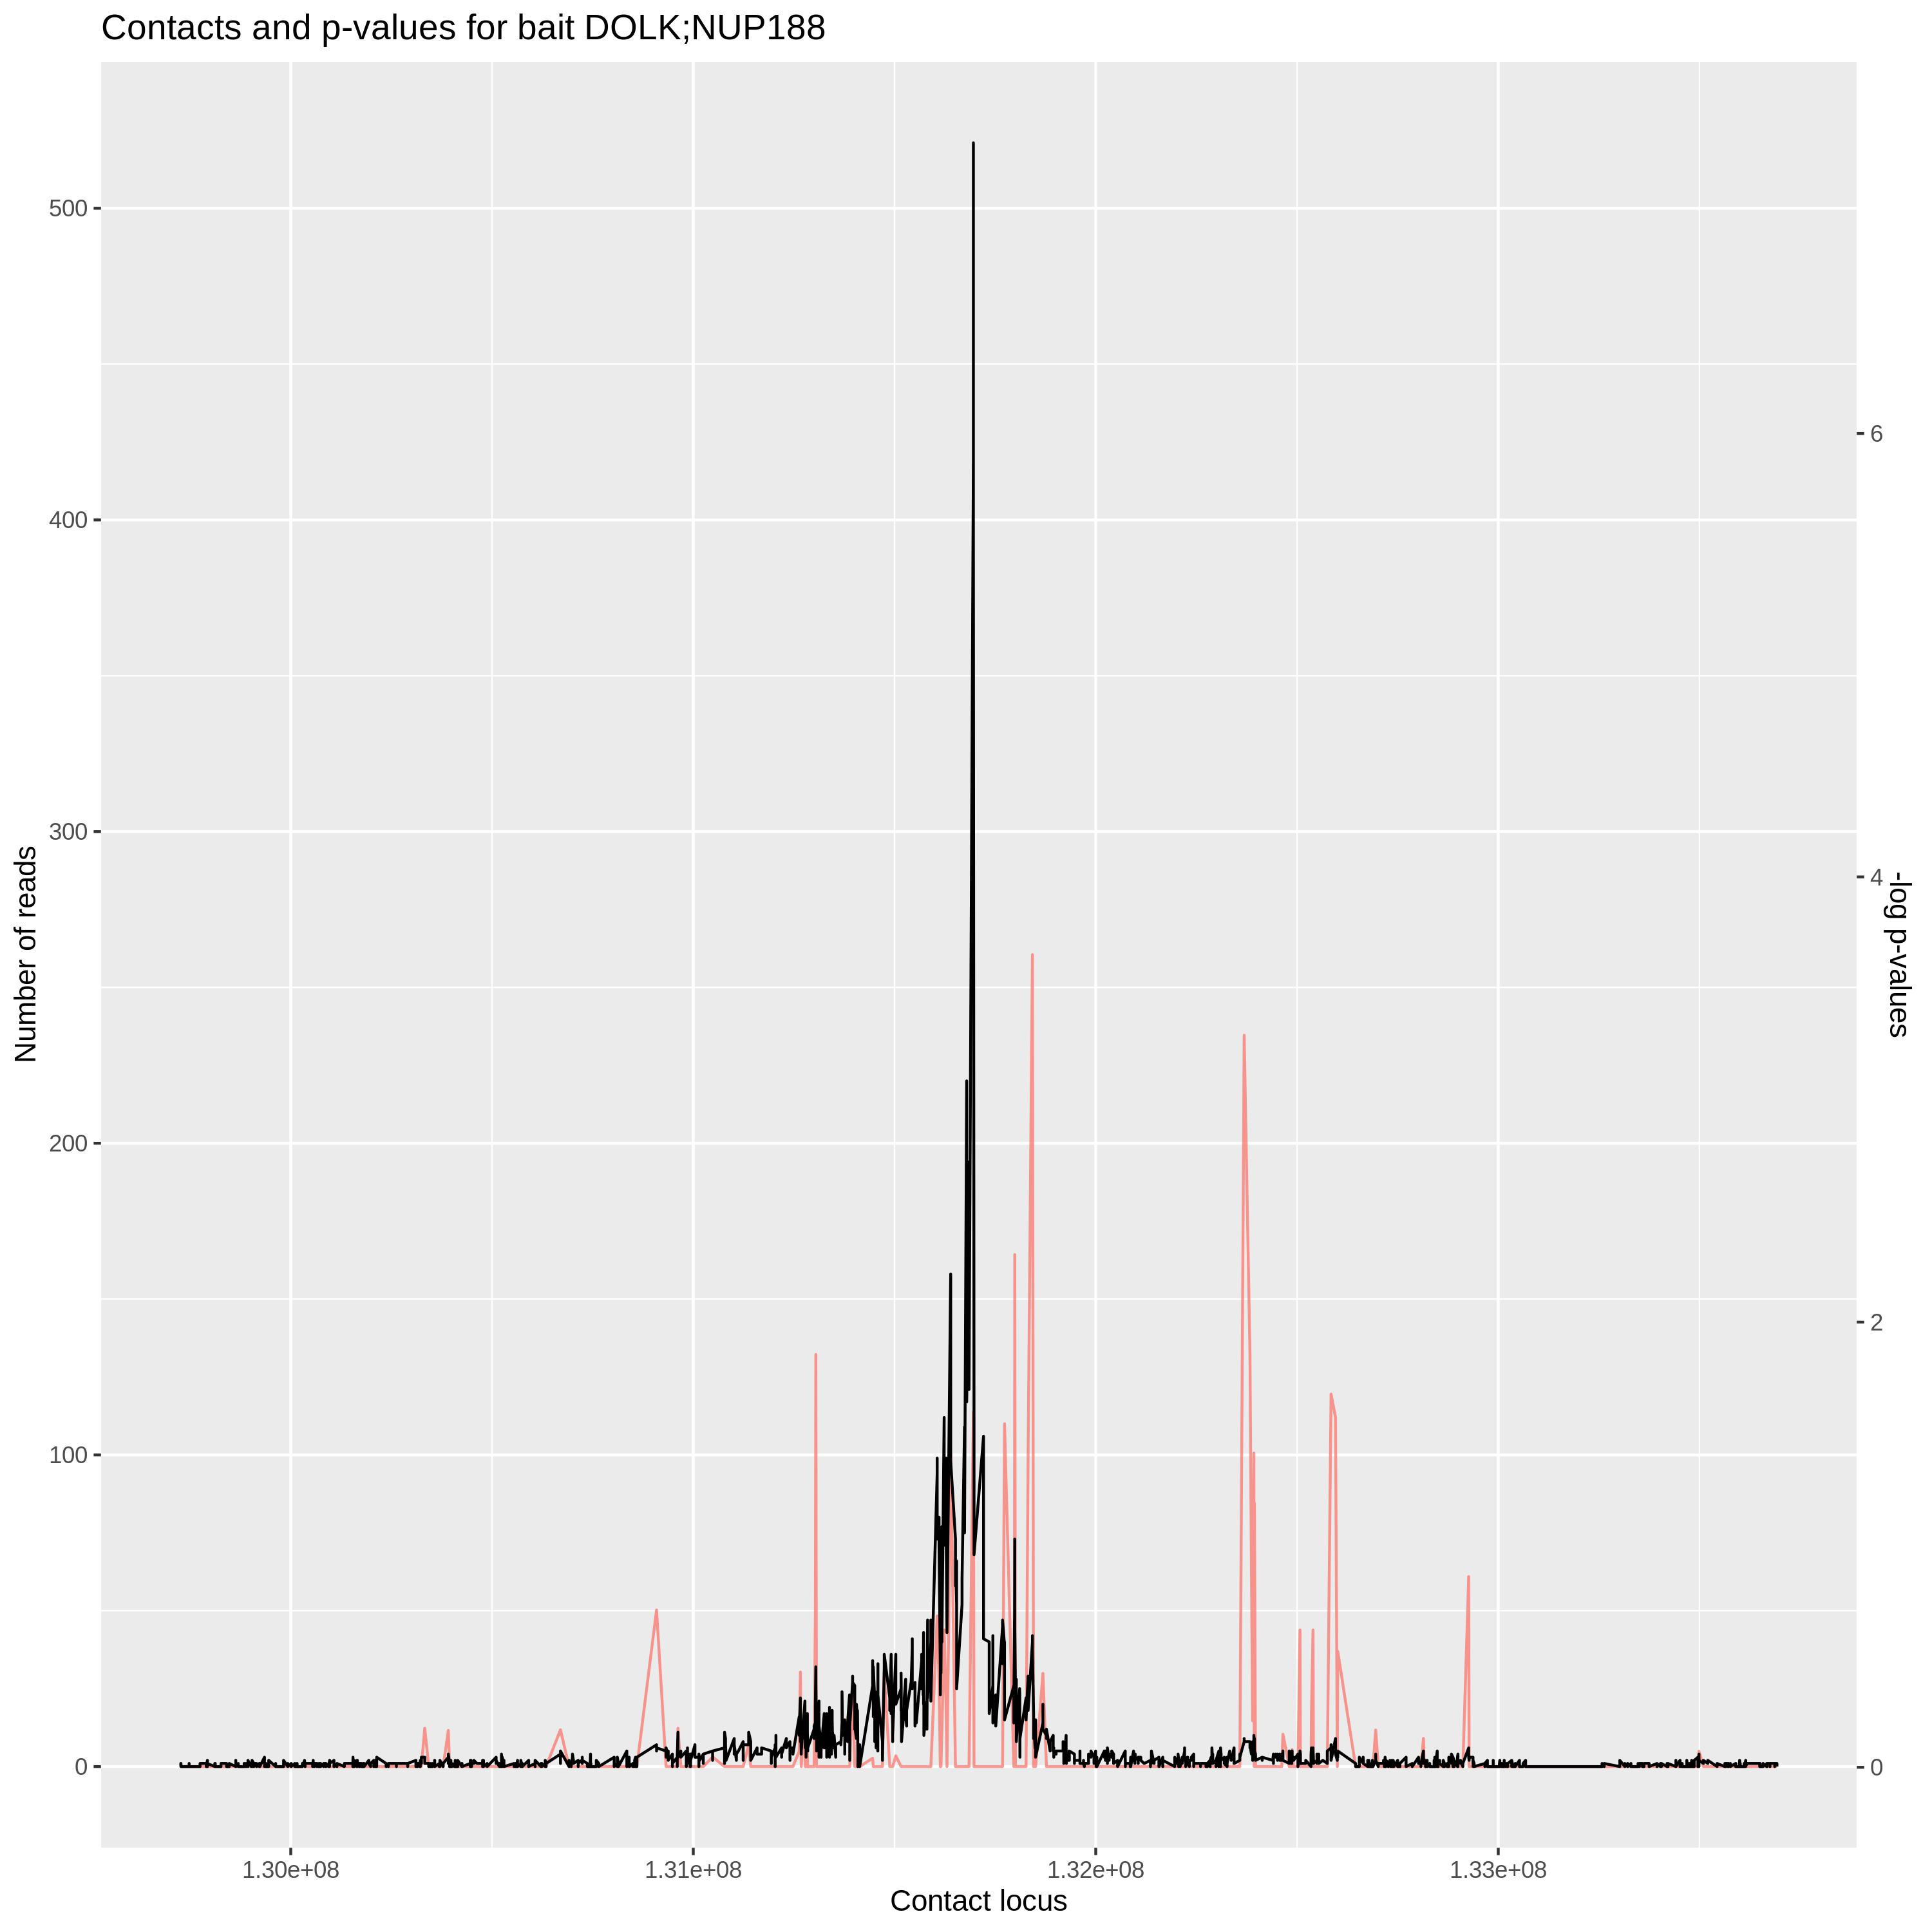 Contacts and p-values for bait DOLK;NUP188
Number of reads
500
400
300
200
100
0
6
4
2
0
-log p-values
1.30e+08
1.31e+08
1.32e+08
1.33e+08
Contact locus